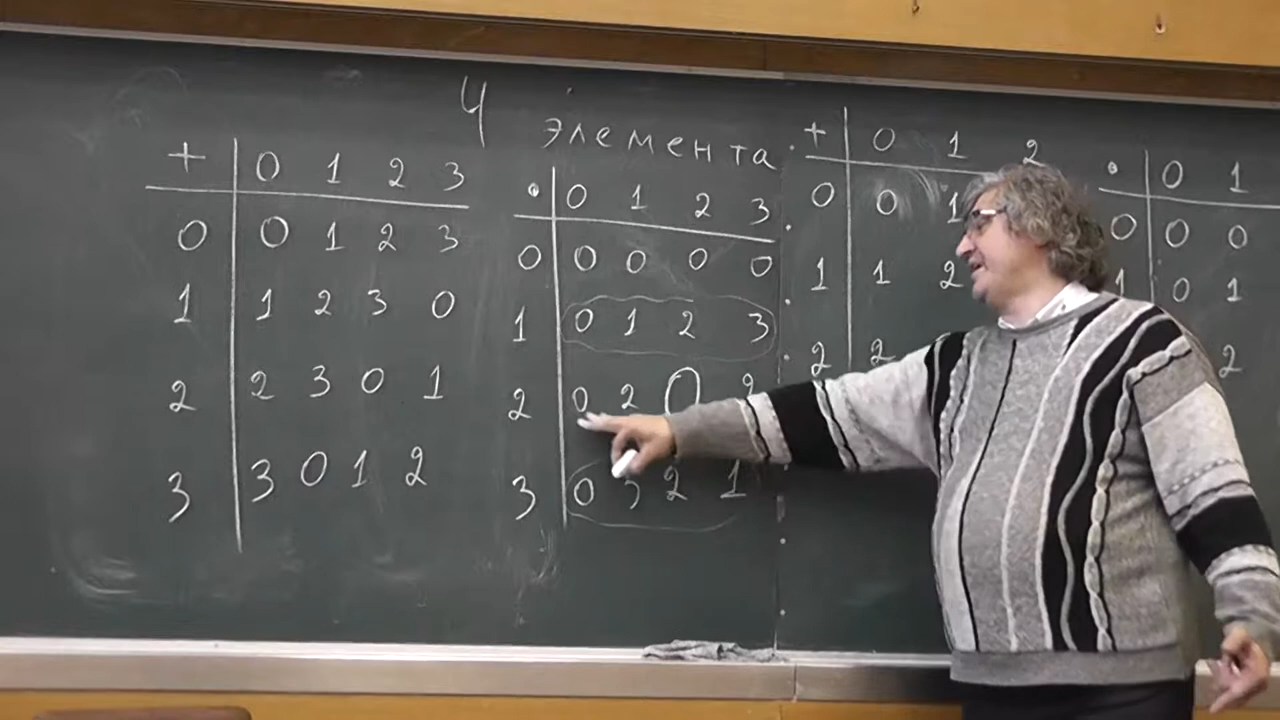 4 элемента
+ 0 1 2 3
0 0 1 2 3
1 1 2 3 0
2 2 3 0 1
3 3 0 1 2
• 0 1 2 3
0 0 0 0 0
1 0 1 2 3
2 0 2 0 2
3 0 3 2 1
+ 0 1 2
0 0 1
1 1 2
2 2
• 0 1
0 0 0
1 0 1
2